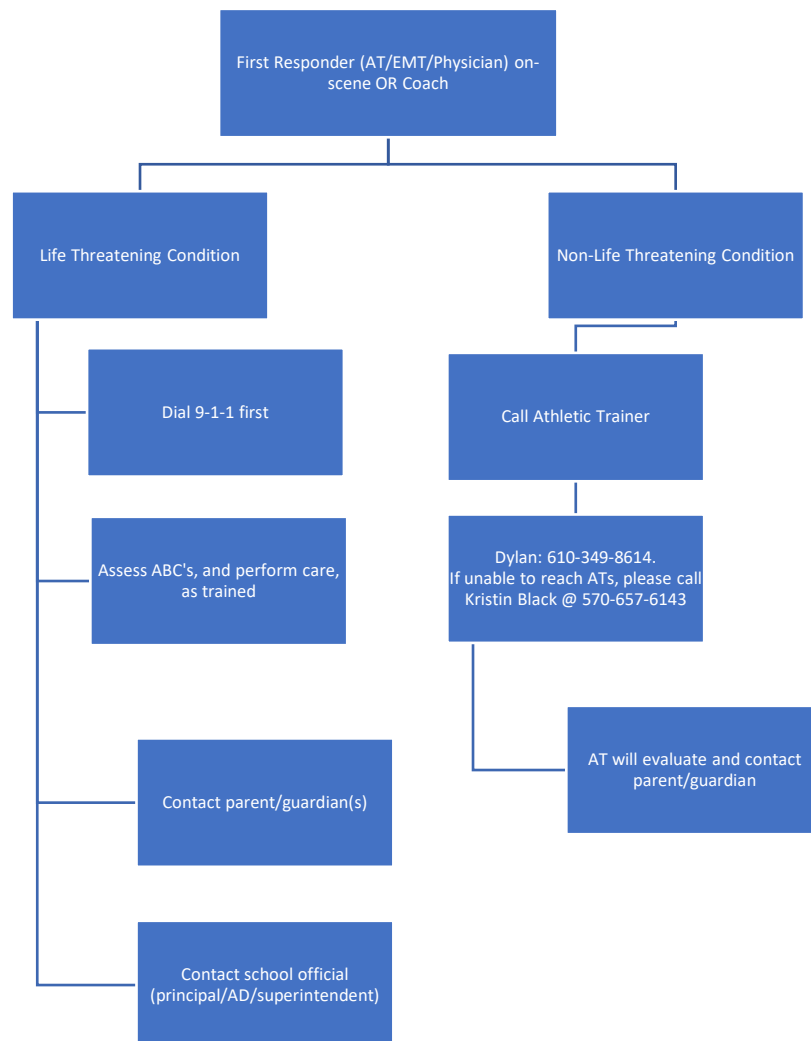 First Responder (AT/EMT/Physician) on-
scene OR Coach
Life Threatening Condition
Non-Life Threatening Condition
Dial 9-1-1 first
Call Athletic Trainer
Assess ABC's, and perform care,
as trained
Dylan: 610-349-8614.
If unable to reach ATs, please call
Kristin Black @ 570-657-6143
Contact parent/guardian(s)
AT will evaluate and contact
parent/guardian
Contact school official
(principal/AD/superintendent)